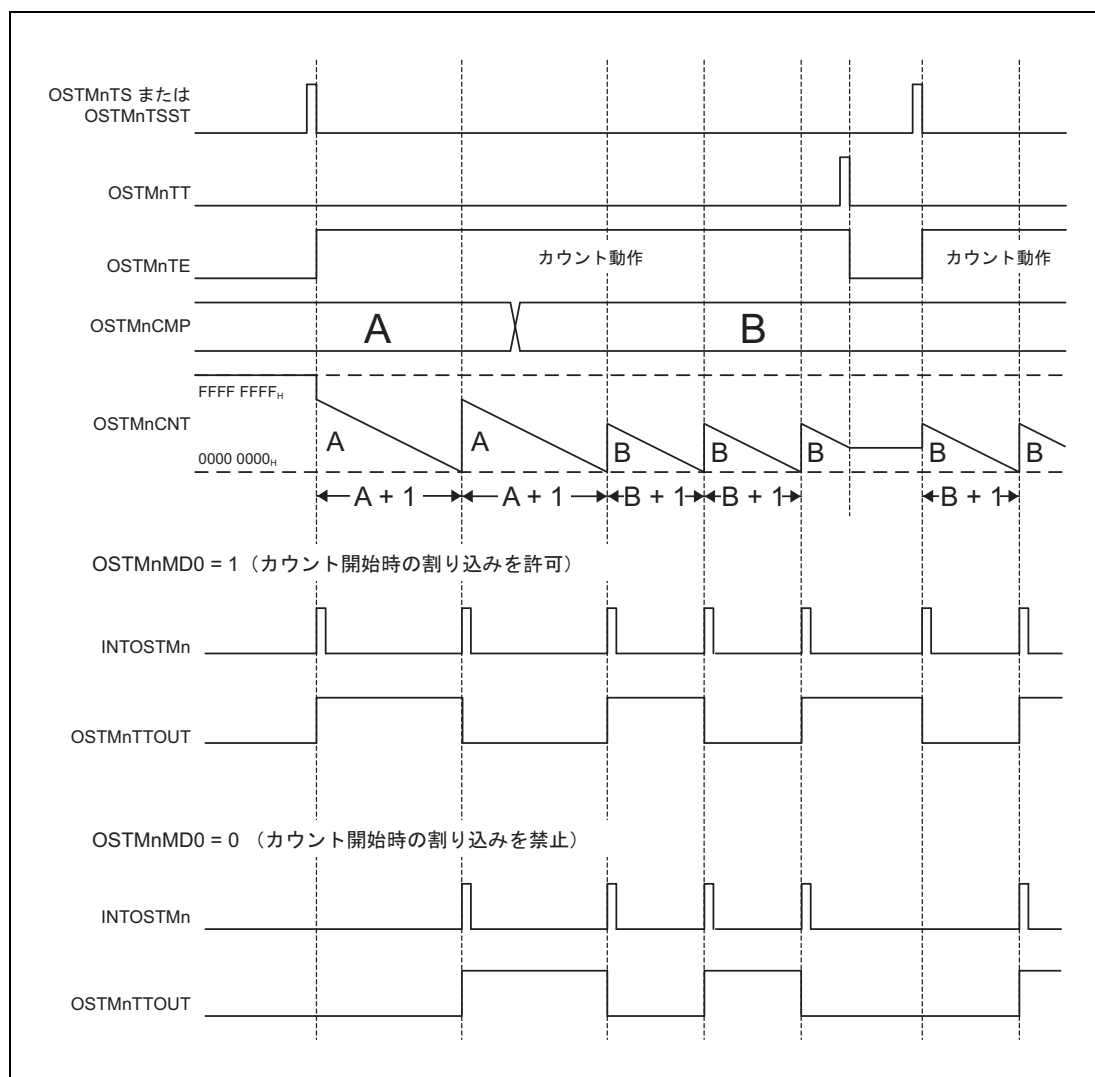 OSTMnTS または
OSTMnTSST
OSTMnTT
OSTMnTE
カウント動作
カウント動作
OSTMnCMP
A
B
FFFF FFFFH
OSTMnCNT
0000 0000H
A
A
B
B
B
B
B
A + 1
A + 1
B + 1
B + 1
B + 1
OSTMnMD0 = 1（カウント開始時の割り込みを許可）
INTOSTMn
OSTMnTTOUT
OSTMnMD0 = 0 （カウント開始時の割り込みを禁止）
INTOSTMn
OSTMnTTOUT